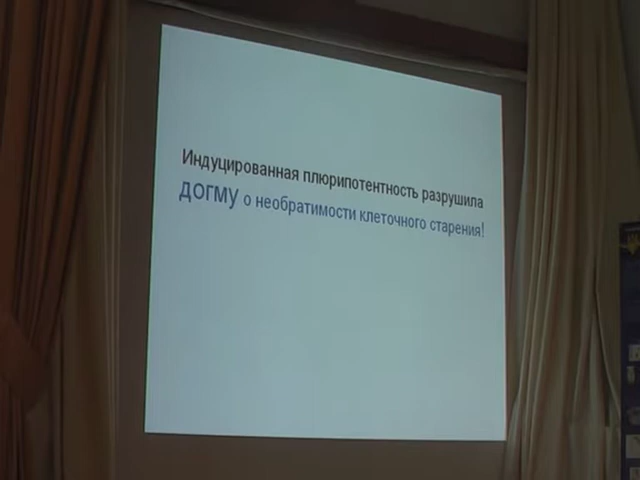 Индуцированная плюрипотентность разрушила
догму о необратимости клеточного старения!